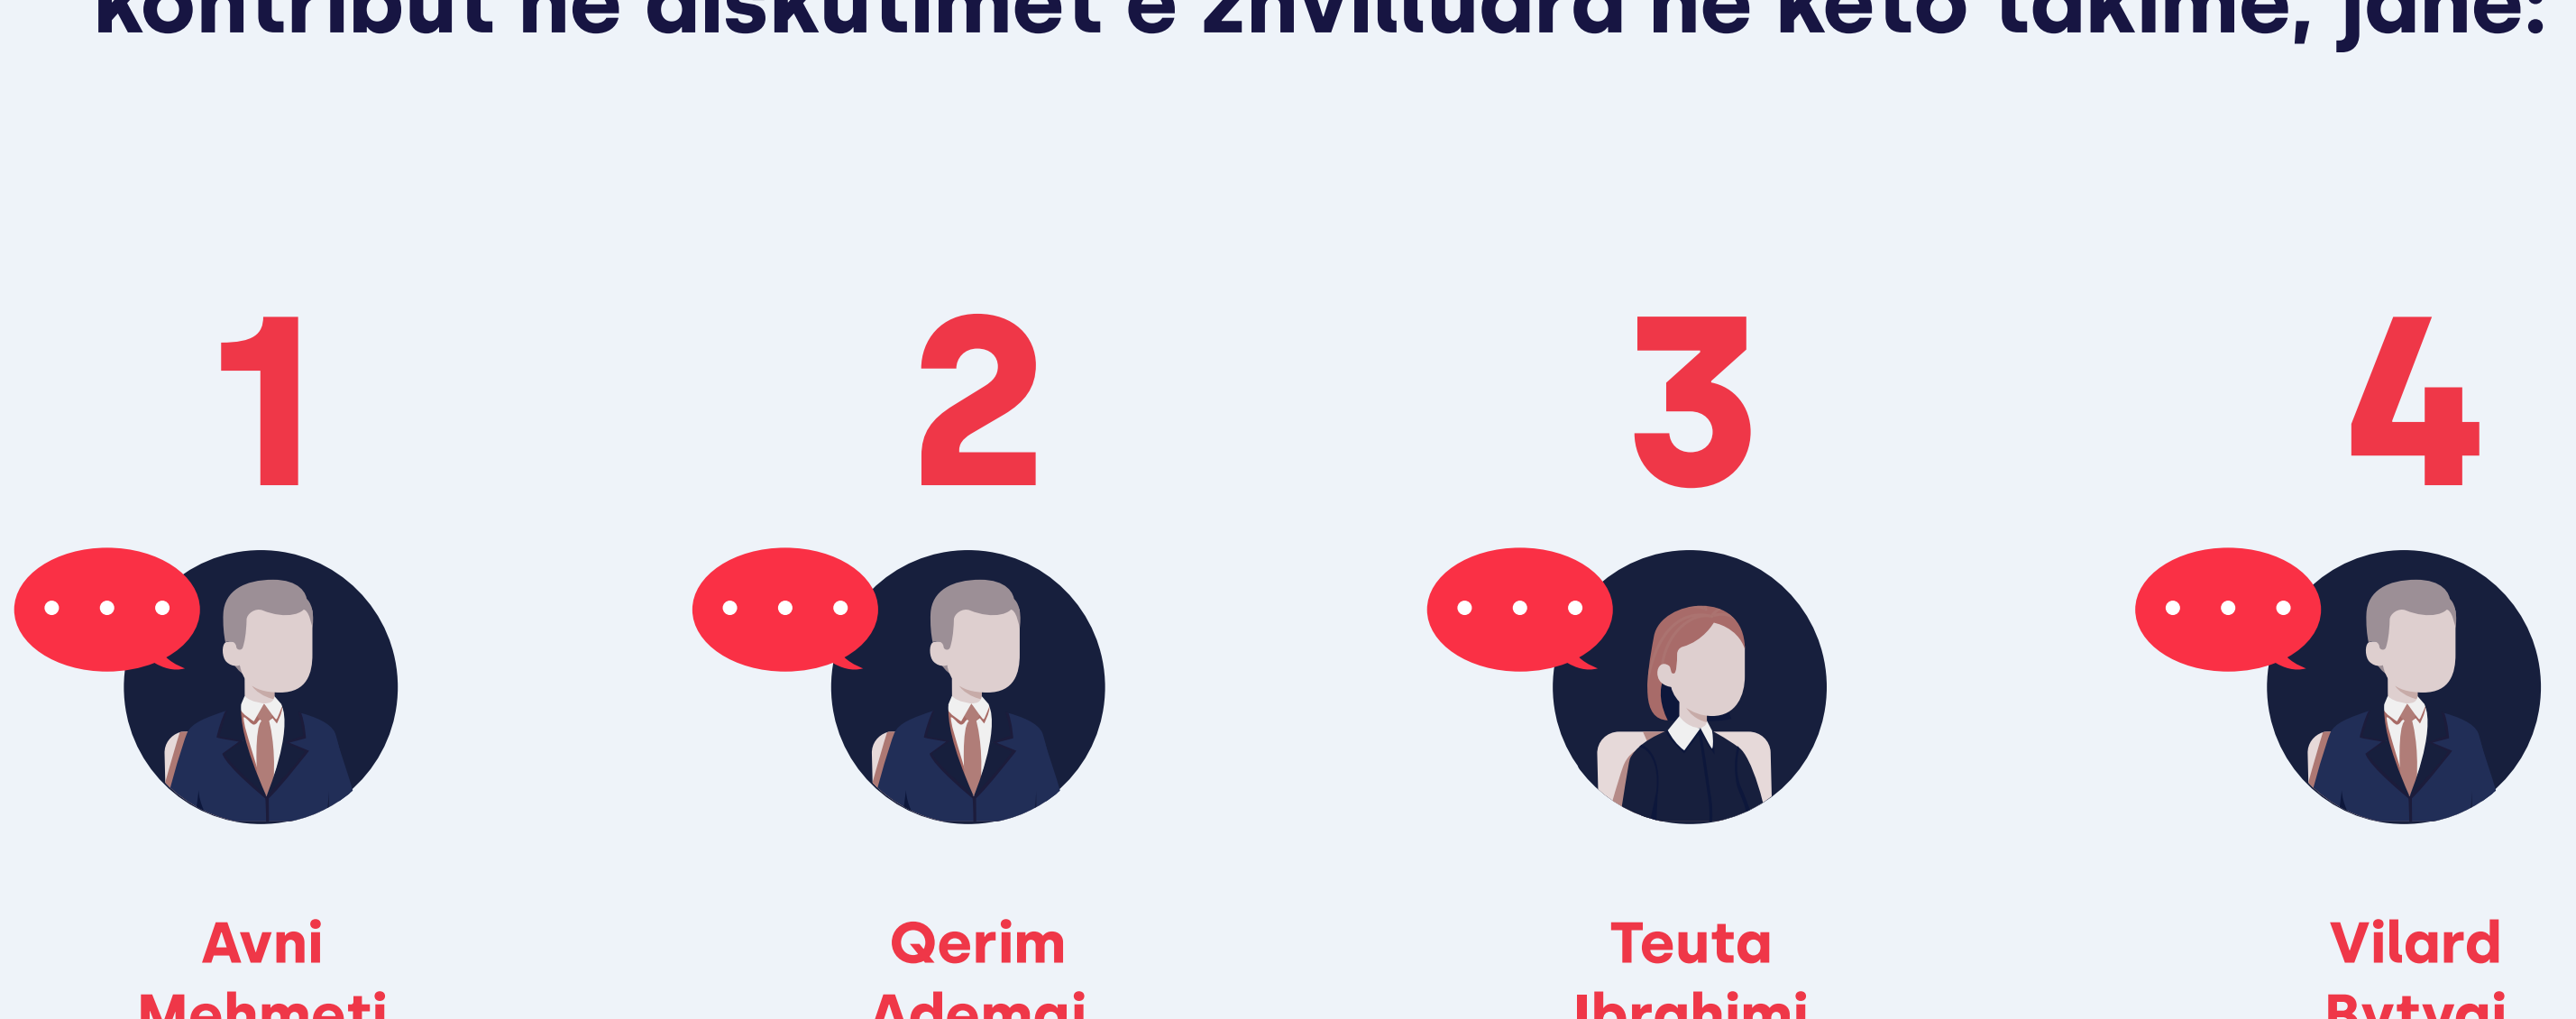 kontribut në diskutimet e zhvilluara në këto takime, janë:
1 2 3 4
Avni Qerim Teuta Vilard
Mehmeti Ademaj Ibrahimi Bytyqi